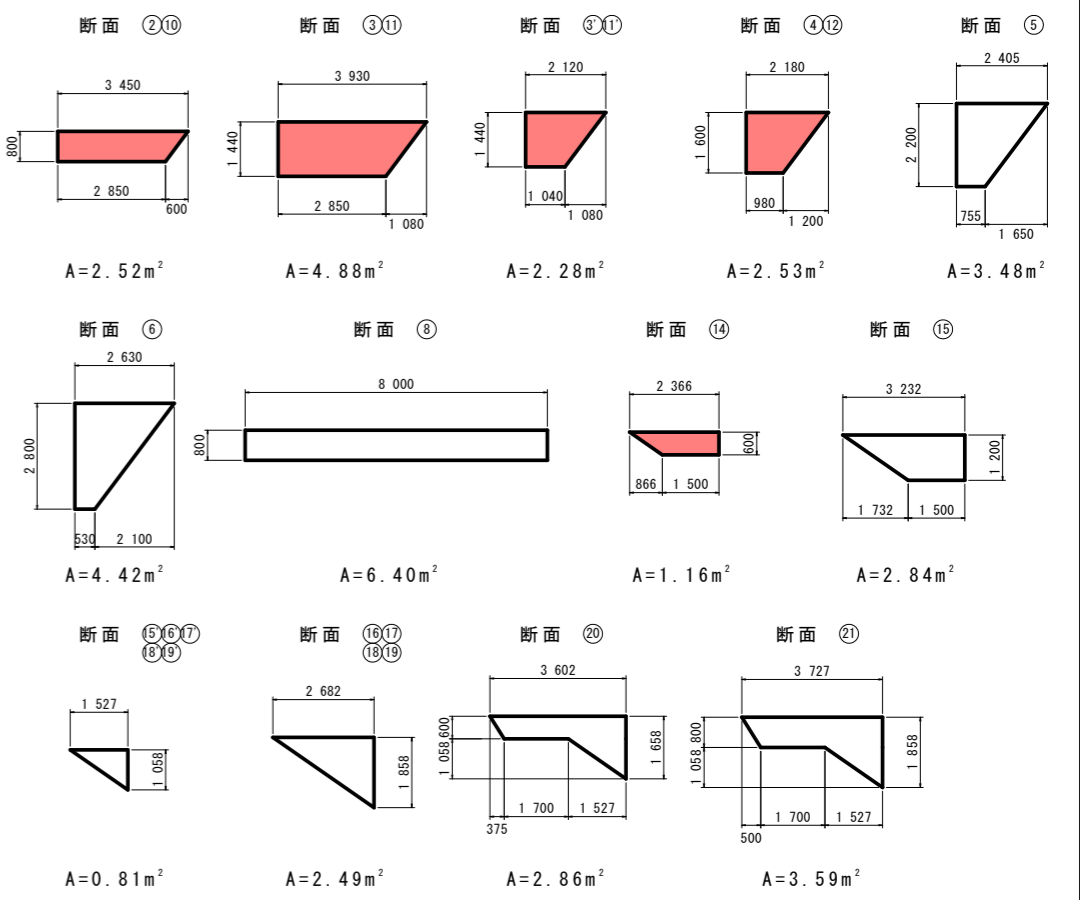 断面 ②⑩
3 450
800
2 850
600
A=2.52m²
断面 ③⑪
3 930
1 440
2 850
1 080
A=4.88m²
断面 ③'⑪'
2 120
1 440
1 040
1 080
A=2.28m²
断面 ④⑫
2 180
1 600
980
1 200
A=2.53m²
断面 ⑤
2 405
2 200
755
1 650
A=3.48m²
断面 ⑥
2 630
2 800
530
2 100
A=4.42m²
断面 ⑧
8 000
800
A=6.40m²
断面 ⑭
2 366
600
866
1 500
A=1.16m²
断面 ⑮
3 232
1 200
1 732
1 500
A=2.84m²
断面 ⑮'⑯'⑰'
⑱'⑲'
1 527
1 058
A=0.81m²
断面 ⑯⑰
⑱⑲
2 682
1 858
A=2.49m²
断面 ⑳
3 602
600
1 058
1 658
1 700
1 527
375
A=2.86m²
断面 ㉑
3 727
800
1 058
1 858
1 700
1 527
500
A=3.59m²